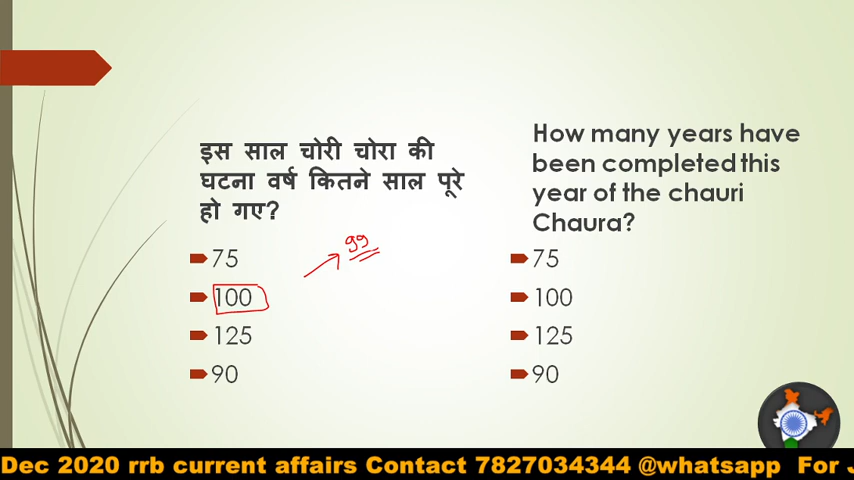 इस साल चोरी चोरा की
घटना वर्ष कितने साल पूरे
हो गए?
75
100
125
90
99
How many years have
been completed this
year of the chauri
Chaura?
75
100
125
90
Dec 2020 rrb current affairs Contact 7827034344 @whatsapp For J